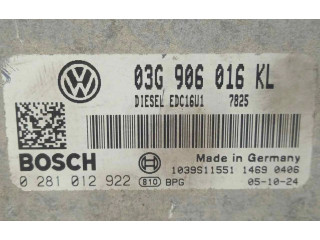 03G 906 016 KL
DIESEL EDC16U1 7825
BOSCH
Made in Germany
1039S11551 1469 0406
0 281 012 922 810 BPG 05-10-24